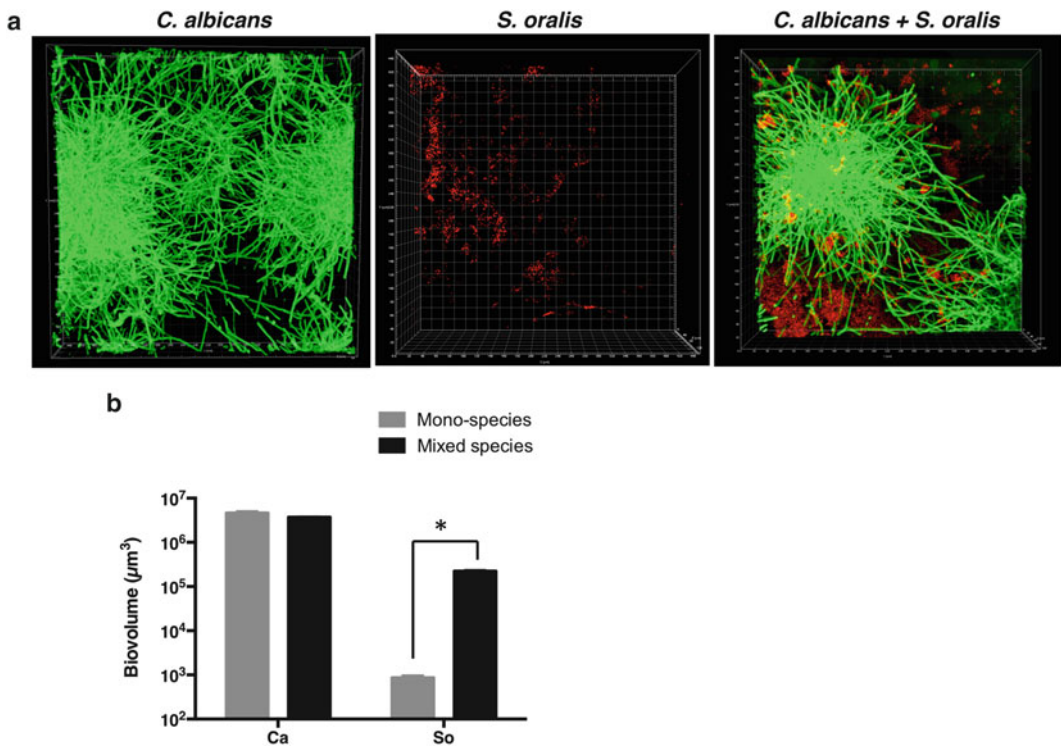 a
C. albicans
S. oralis
C. albicans + S. oralis
b
Mono-species
Mixed species
Biovolume (µm³)
10⁷
10⁶
10⁵
10⁴
10³
10²
*
Ca
So